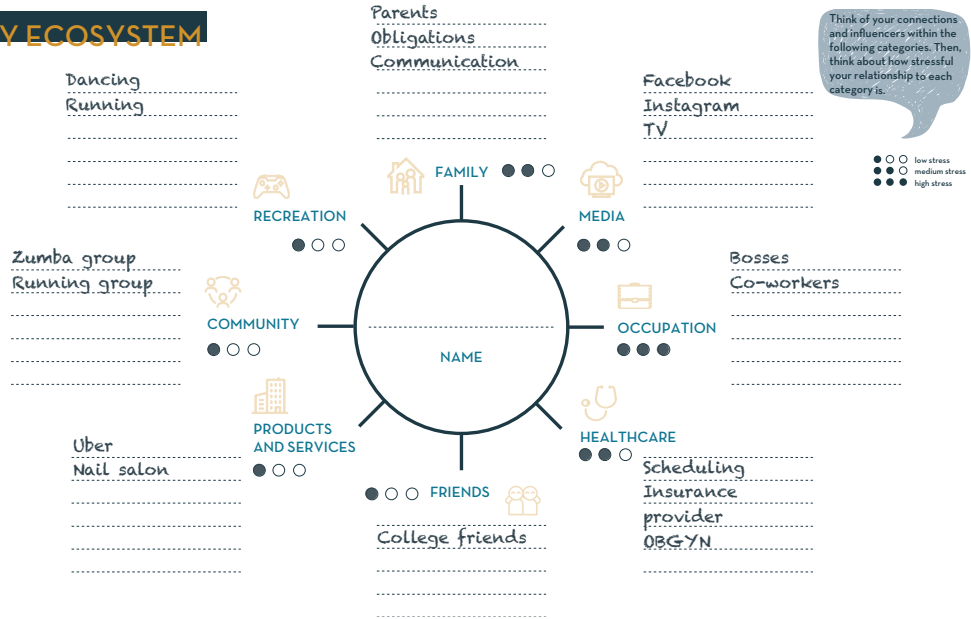 Y ECOSYSTEM
Think of your connections
and influencers within the
following categories. Then,
think about how stressful
your relationship to each
category is.
low stress
medium stress
high stress
Parents
Obligations
Communication
FAMILY
Dancing
Running
RECREATION
Facebook
Instagram
TV
MEDIA
Zumba group
Running group
COMMUNITY
Bosses
Co-workers
OCCUPATION
NAME
PRODUCTS
AND SERVICES
Uber
Nail salon
HEALTHCARE
Scheduling
Insurance
provider
OBGYN
FRIENDS
College friends